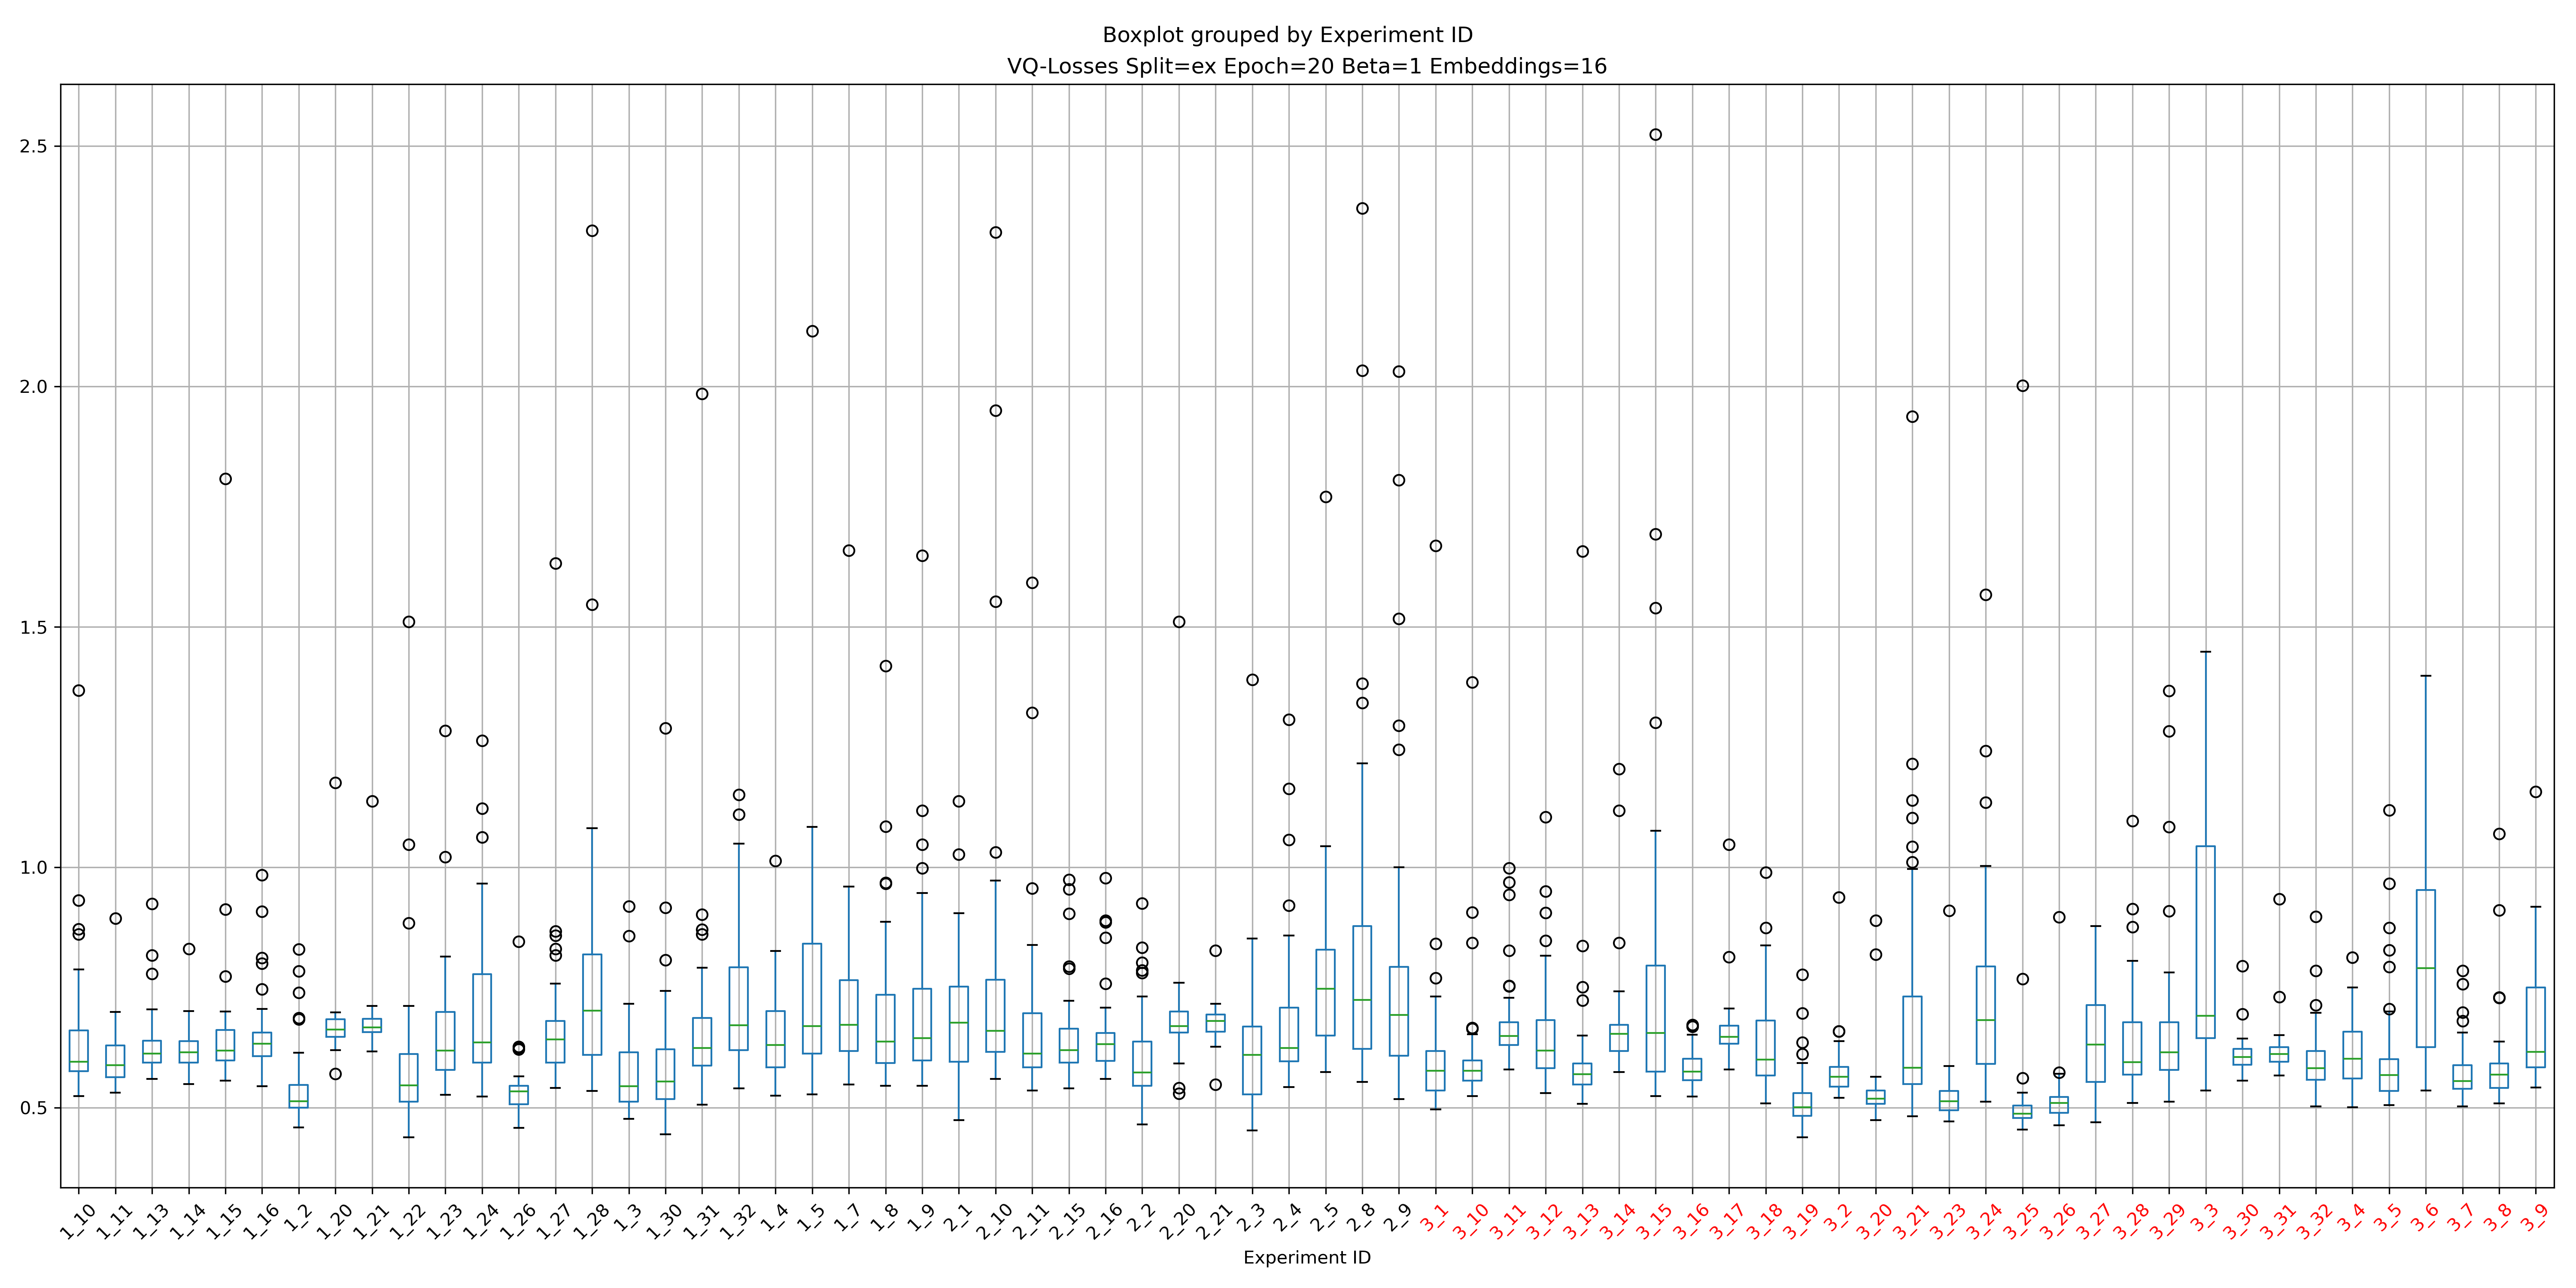 Boxplot grouped by Experiment ID
VQ-Losses Split=ex Epoch=20 Beta=1 Embeddings=16
2.5
2.0
1.5
1.0
0.5
1_10 1_11 1_13 1_14 1_15 1_16 1_2 1_20 1_21 1_22 1_23 1_24 1_26 1_27 1_28 1_3 1_30 1_31 1_32 1_4 1_5 1_7 1_8 1_9 2_1 2_10 2_11 2_15 2_16 2_2 2_20 2_21 2_3 2_4 2_5 2_8 2_9 3_1 3_10 3_11 3_12 3_13 3_14 3_15 3_16 3_17 3_18 3_19 3_2 3_20 3_21 3_23 3_24 3_25 3_26 3_27 3_28 3_29 3_3 3_30 3_31 3_32 3_4 3_5 3_6 3_7 3_8 3_9
Experiment ID